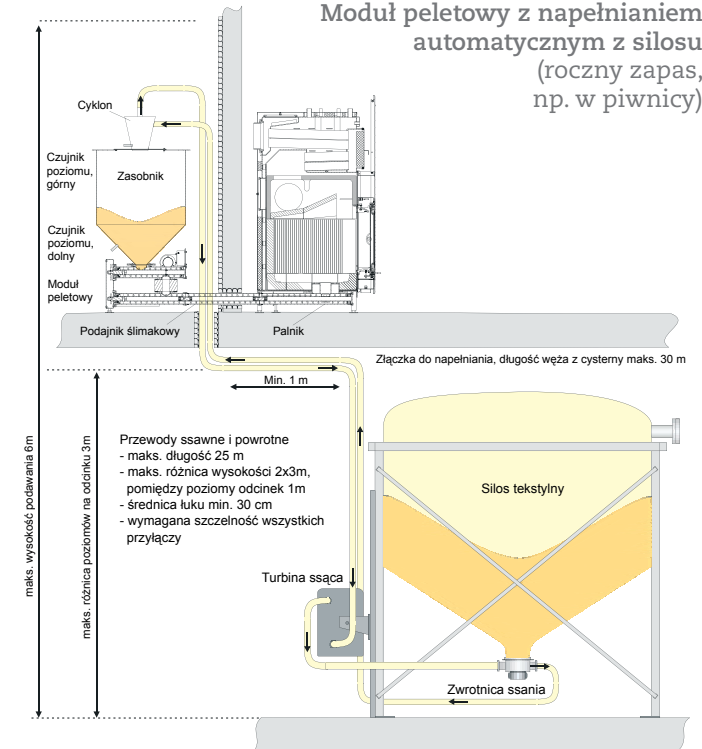 Moduł peletowy z napełnianiem
automatycznym z silosu
(roczny zapas,
np. w piwnicy)
Cyklon
Czujnik
poziomu,
górny
Zasobnik
Czujnik
poziomu,
dolny
Moduł
peletowy
Podajnik ślimakowy
Palnik
Złączka do napełniania, długość węża z cysterny maks. 30 m
Min. 1 m
maks. wysokość podawania 6m
maks. różnica poziomów na odcinku 3m
Przewody ssawne i powrotne
- maks. długość 25 m
- maks. różnica wysokości 2x3m,
pomiędzy poziomy odcinek 1m
- średnica łuku min. 30 cm
- wymagana szczelność wszystkich
przyłączy
Silos tekstylny
Turbina ssąca
Zwrotnica ssania